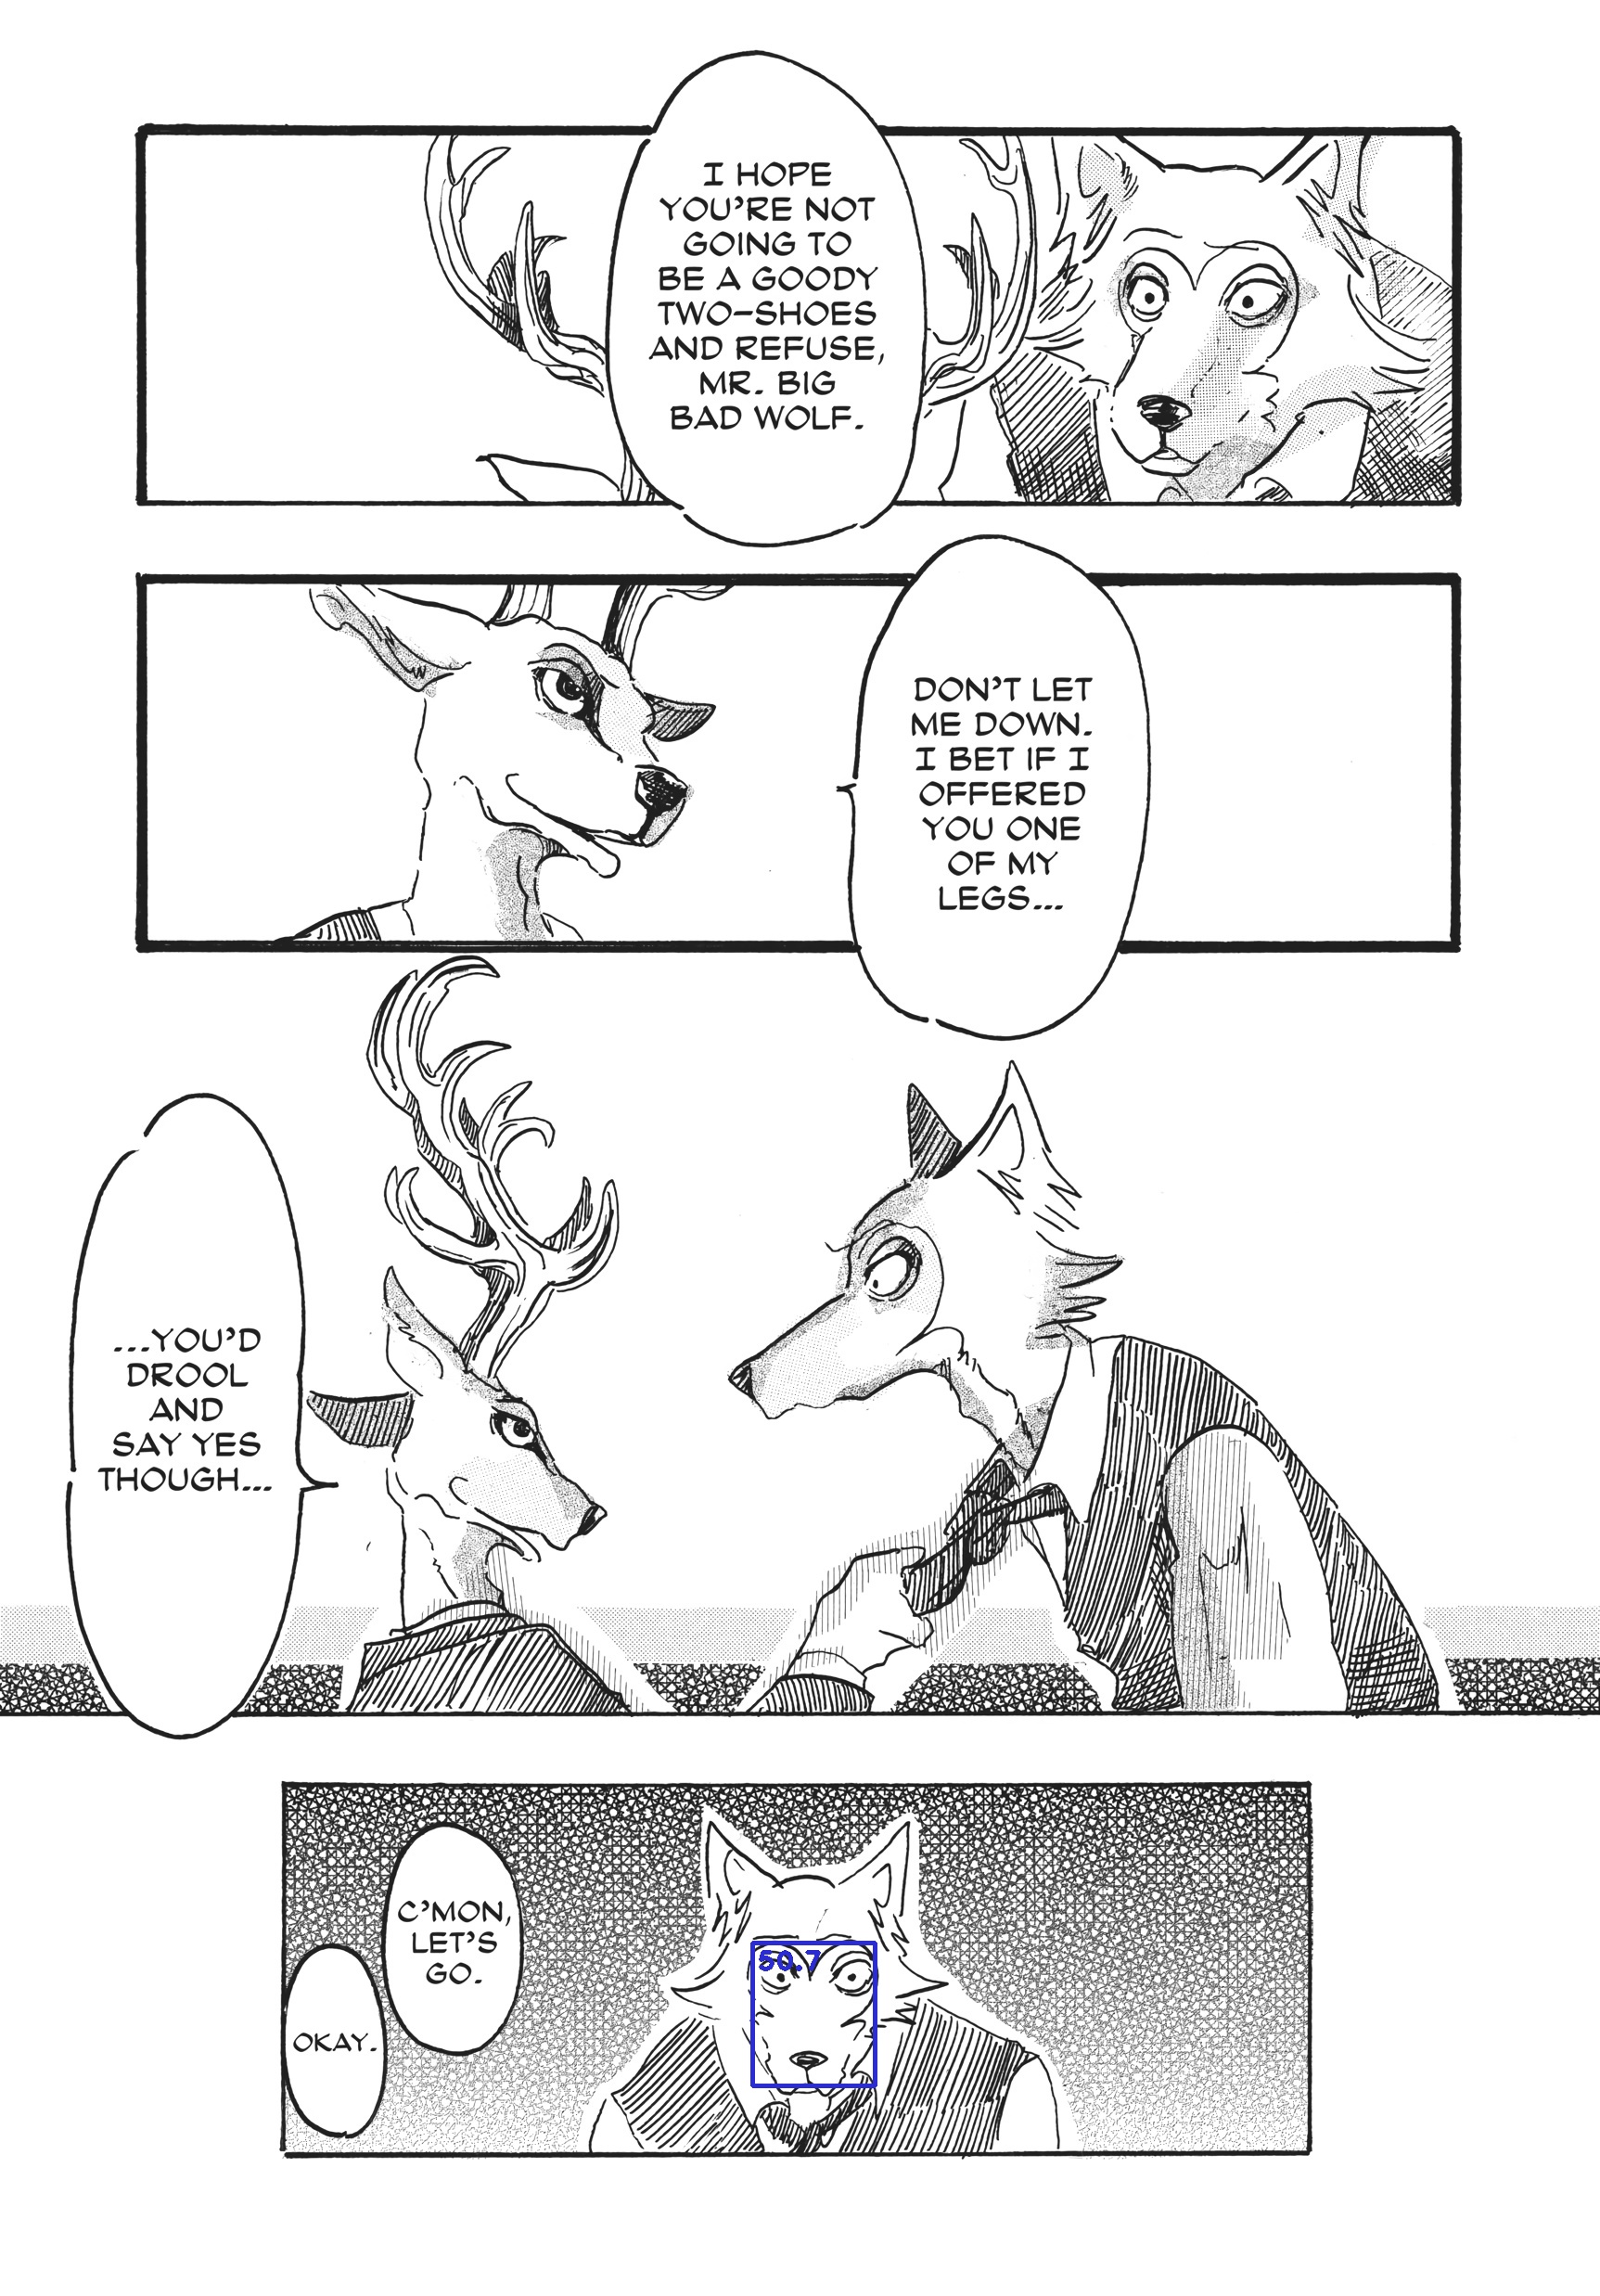 I HOPE
YOU'RE NOT
GOING TO
BE A GOODY
TWO-SHOES
AND REFUSE,
MR. BIG
BAD WOLF.
DON'T LET
ME DOWN.
I BET IF I
OFFERED
YOU ONE
OF MY
LEGS...
...YOU'D
DROOL
AND
SAY YES
THOUGH...
C'MON,
LET'S
GO.
OKAY.
50.7